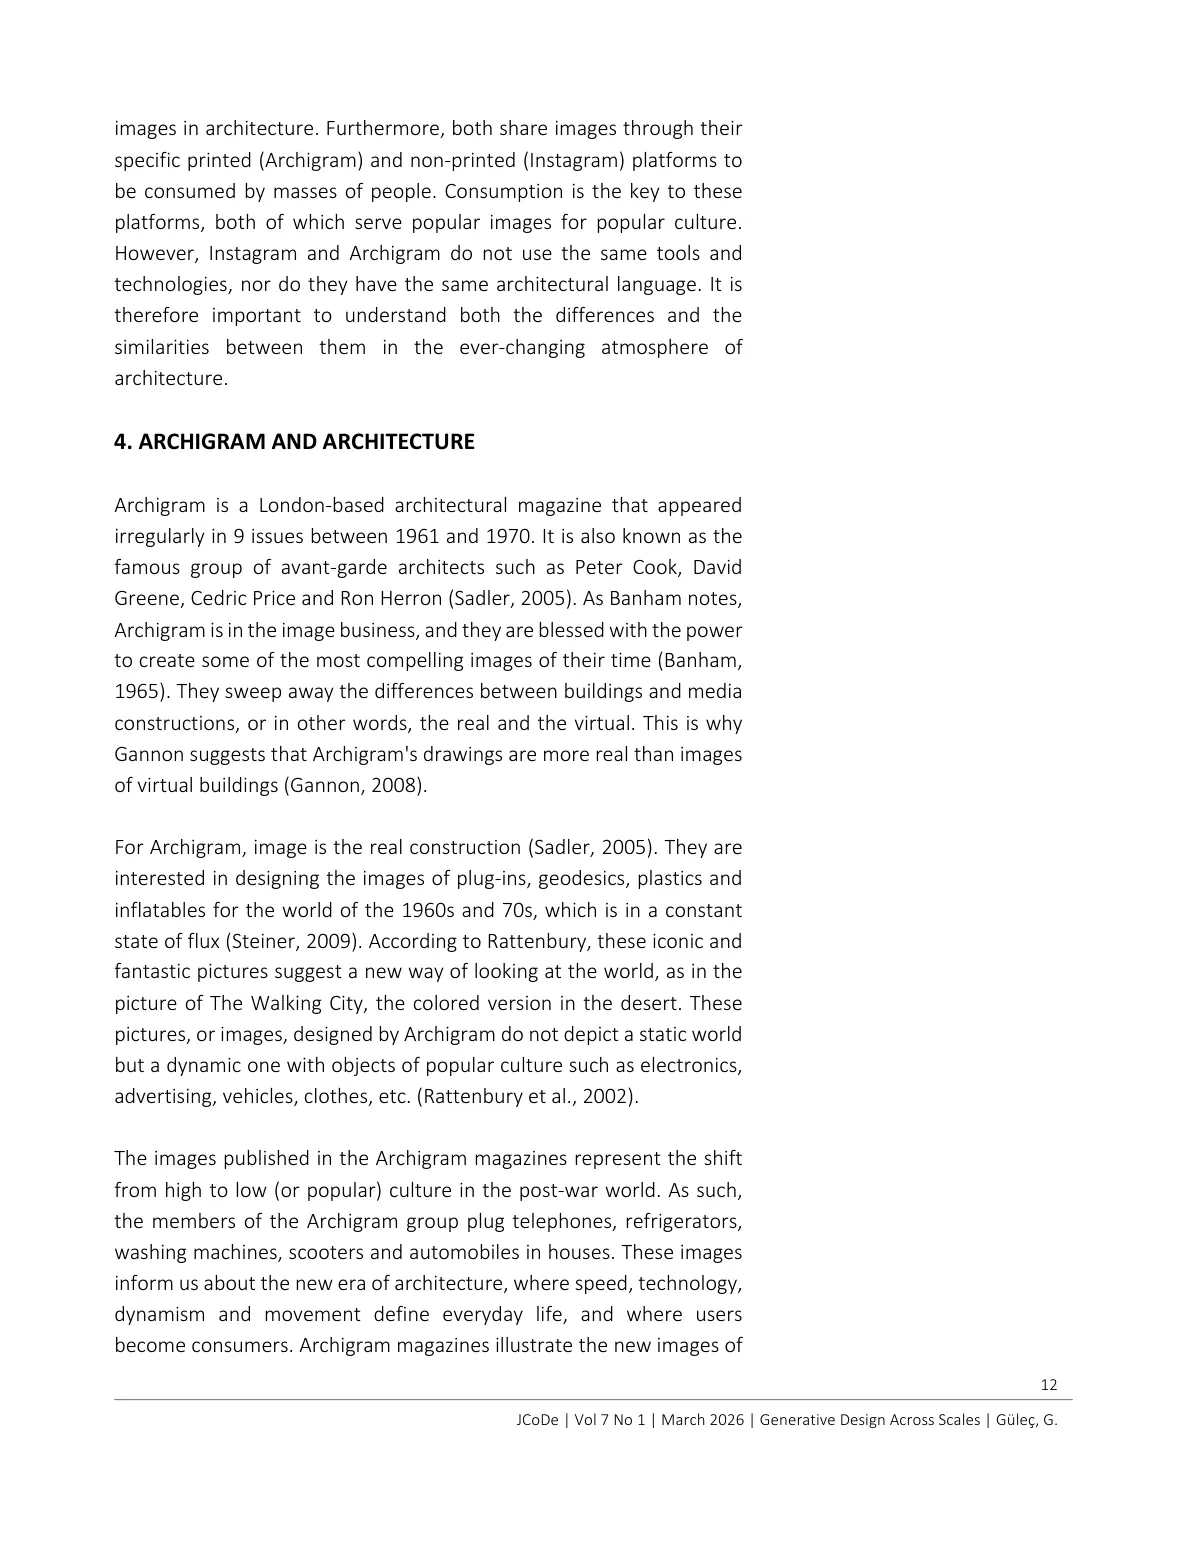 images in architecture. Furthermore, both share images through their
specific printed (Archigram) and non-printed (Instagram) platforms to
be consumed by masses of people. Consumption is the key to these
platforms, both of which serve popular images for popular culture.
However, Instagram and Archigram do not use the same tools and
technologies, nor do they have the same architectural language. It is
therefore important to understand both the differences and the
similarities between them in the ever-changing atmosphere of
architecture.
4. ARCHIGRAM AND ARCHITECTURE
Archigram is a London-based architectural magazine that appeared
irregularly in 9 issues between 1961 and 1970. It is also known as the
famous group of avant-garde architects such as Peter Cook, David
Greene, Cedric Price and Ron Herron (Sadler, 2005). As Banham notes,
Archigram is in the image business, and they are blessed with the power
to create some of the most compelling images of their time (Banham,
1965). They sweep away the differences between buildings and media
constructions, or in other words, the real and the virtual. This is why
Gannon suggests that Archigram's drawings are more real than images
of virtual buildings (Gannon, 2008).
For Archigram, image is the real construction (Sadler, 2005). They are
interested in designing the images of plug-ins, geodesics, plastics and
inflatables for the world of the 1960s and 70s, which is in a constant
state of flux (Steiner, 2009). According to Rattenbury, these iconic and
fantastic pictures suggest a new way of looking at the world, as in the
picture of The Walking City, the colored version in the desert. These
pictures, or images, designed by Archigram do not depict a static world
but a dynamic one with objects of popular culture such as electronics,
advertising, vehicles, clothes, etc. (Rattenbury et al., 2002).
The images published in the Archigram magazines represent the shift
from high to low (or popular) culture in the post-war world. As such,
the members of the Archigram group plug telephones, refrigerators,
washing machines, scooters and automobiles in houses. These images
inform us about the new era of architecture, where speed, technology,
dynamism and movement define everyday life, and where users
become consumers. Archigram magazines illustrate the new images of
12
JCoDe | Vol 7 No 1 | March 2026 | Generative Design Across Scales | Güleç, G.